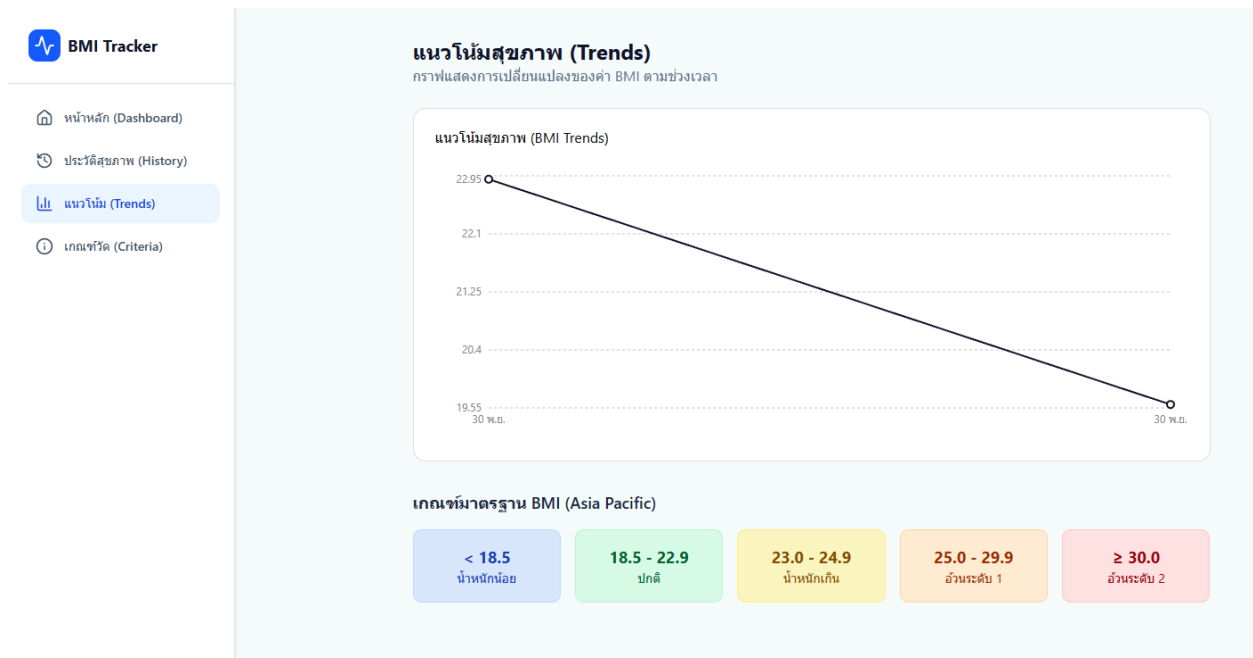 BMI Tracker
หน้าหลัก (Dashboard)
ประวัติสุขภาพ (History)
แนวโน้ม (Trends)
เกณฑ์วัด (Criteria)
แนวโน้มสุขภาพ (Trends)
กราฟแสดงการเปลี่ยนแปลงของค่า BMI ตามช่วงเวลา
แนวโน้มสุขภาพ (BMI Trends)
22.95
22.1
21.25
20.4
19.55
30 พ.ย. 30 พ.ย.
เกณฑ์มาตรฐาน BMI (Asia Pacific)
< 18.5
น้ำหนักน้อย
18.5 - 22.9
ปกติ
23.0 - 24.9
น้ำหนักเกิน
25.0 - 29.9
อ้วนระดับ 1
≥ 30.0
อ้วนระดับ 2